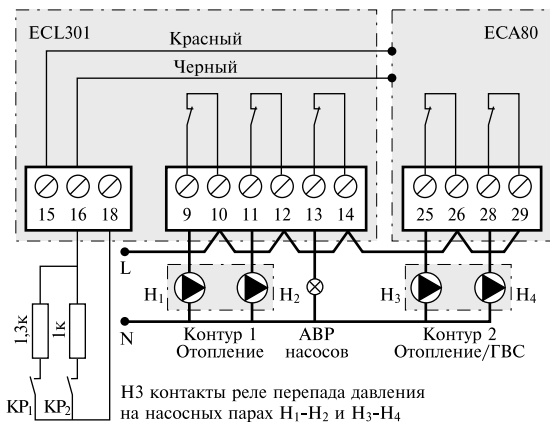 ECL301
ECA80
Красный
Черный
15 16 18
9 10 11 12 13 14
25 26 28 29
L
H₁ H₂ H₃ H₄
N
1,3к 1к
Контур 1
Отопление
АВР
насосов
Контур 2
Отопление/ГВС
КР₁ КР₂
НЗ контакты реле перепада давления
на насосных парах Н₁-Н₂ и Н₃-Н₄